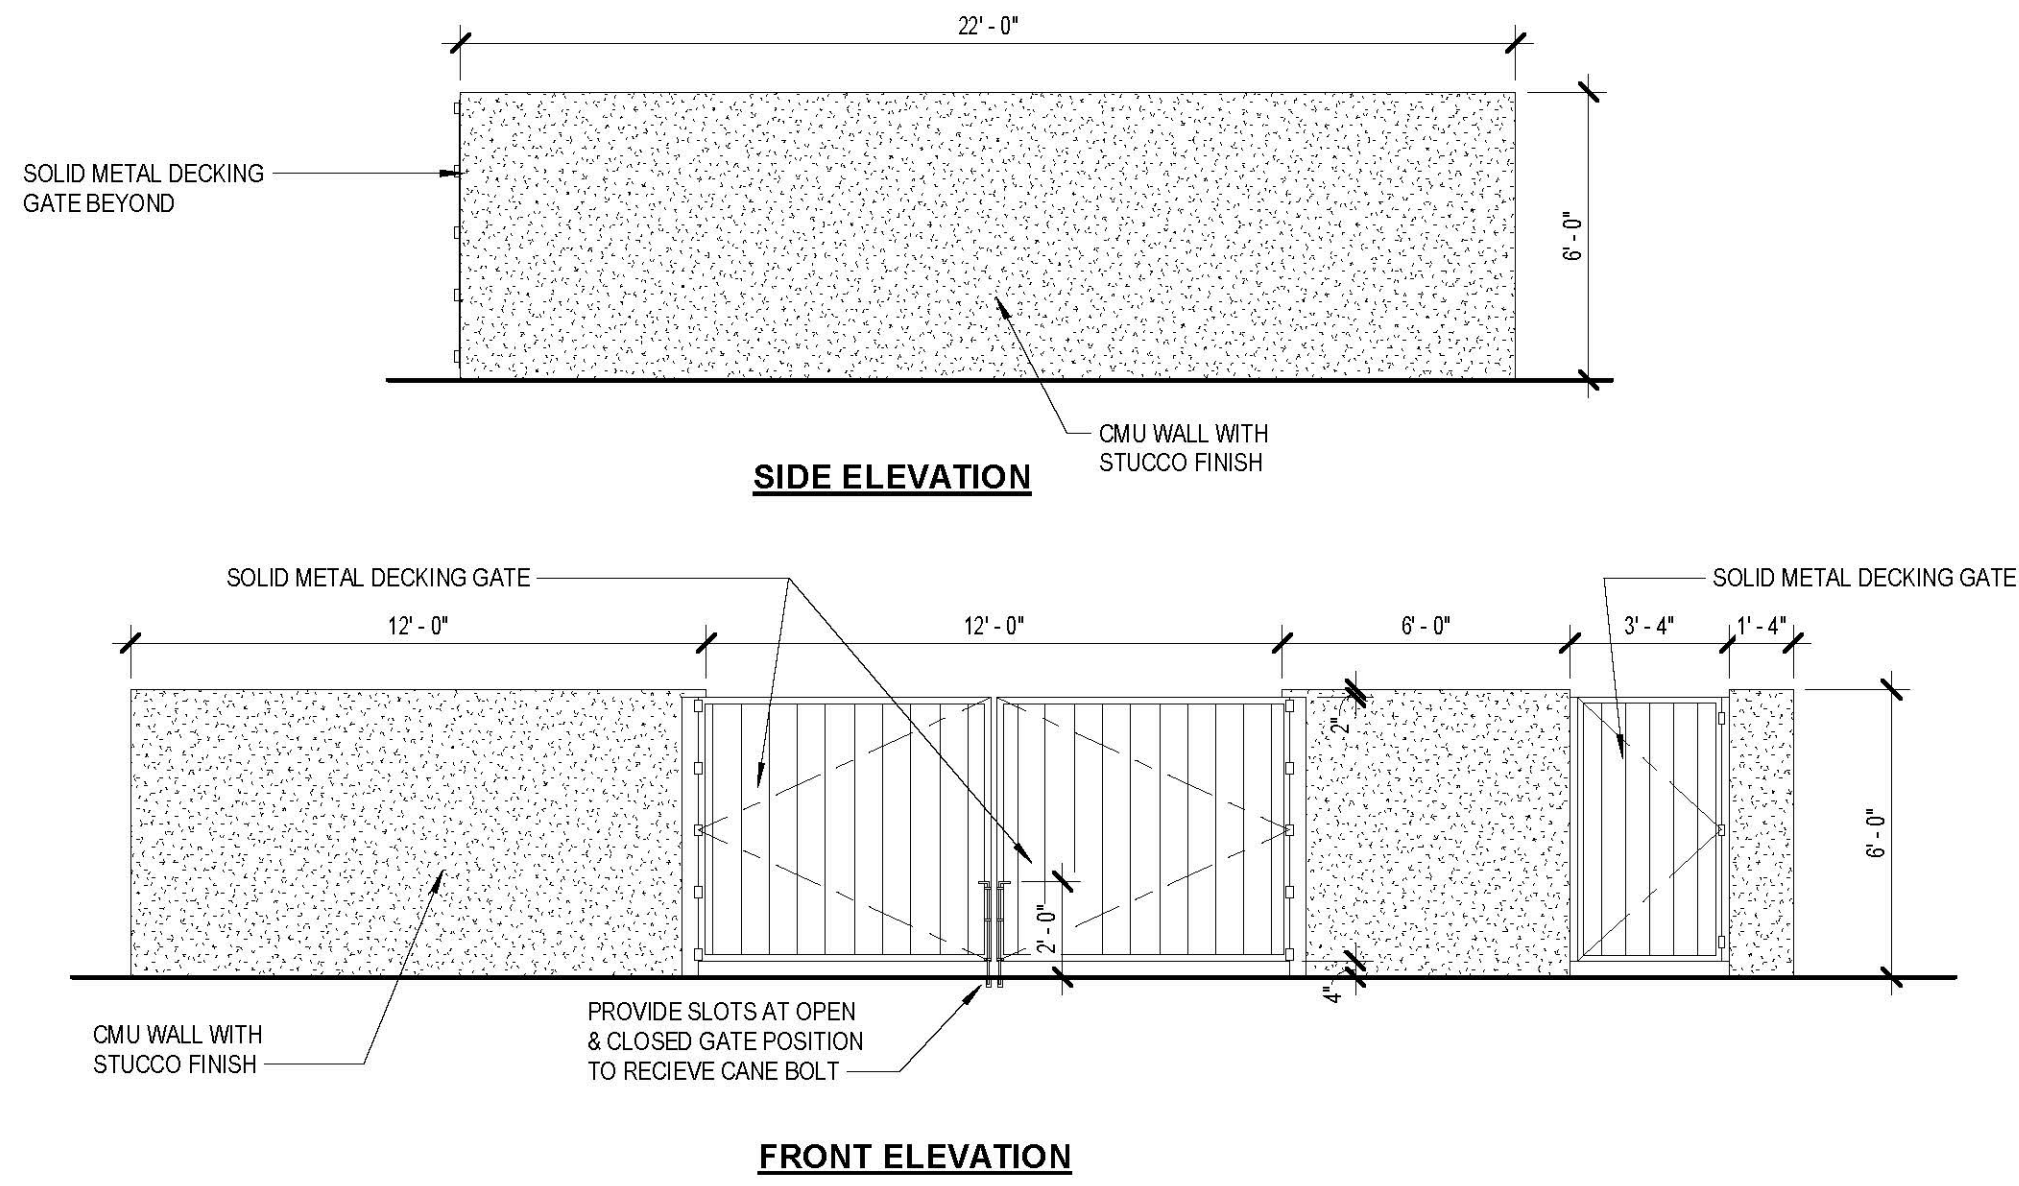 22' - 0"
SOLID METAL DECKING
GATE BEYOND
6' - 0"
CMU WALL WITH
STUCCO FINISH
SIDE ELEVATION
SOLID METAL DECKING GATE
SOLID METAL DECKING GATE
12' - 0"
12' - 0"
6' - 0"
3' - 4"
1' - 4"
2"
6' - 0"
2' - 0"
4"
PROVIDE SLOTS AT OPEN
& CLOSED GATE POSITION
TO RECIEVE CANE BOLT
CMU WALL WITH
STUCCO FINISH
FRONT ELEVATION